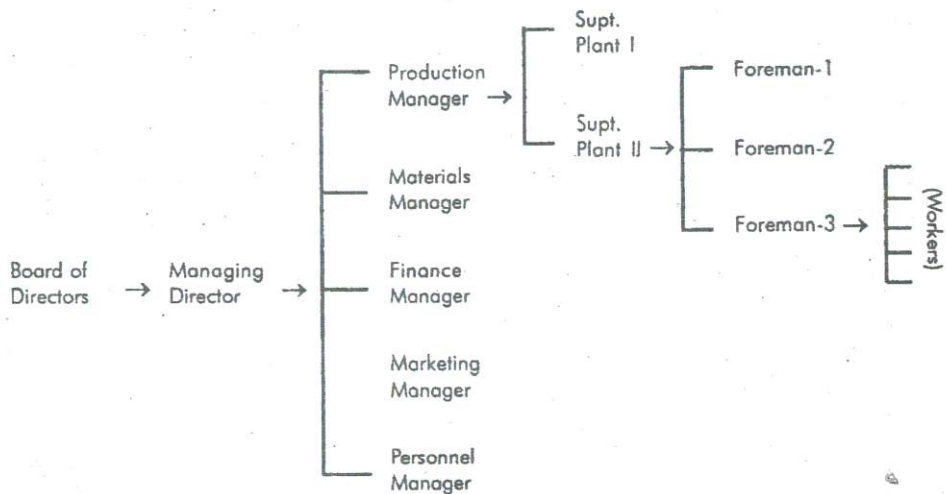 Board of
Directors
→
Managing
Director
→
Production
Manager →
Materials
Manager
Finance
Manager
Marketing
Manager
Personnel
Manager
Supt.
Plant I
Supt.
Plant II →
Foreman-1
Foreman-2
Foreman-3 →
(Workers)